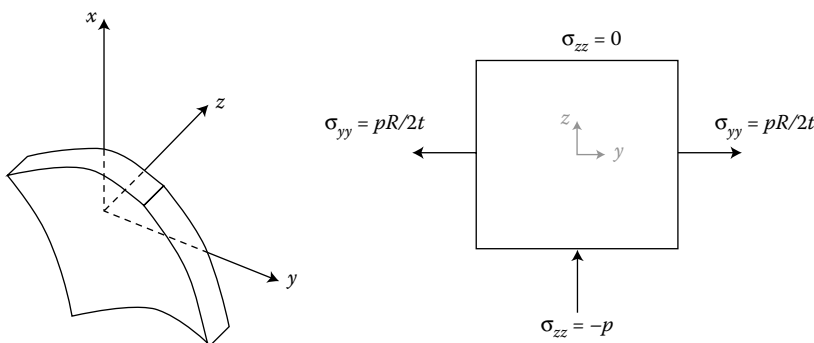 x
z
y
σzz = 0
σyy = pR/2t
σyy = pR/2t
z
y
σzz = −p